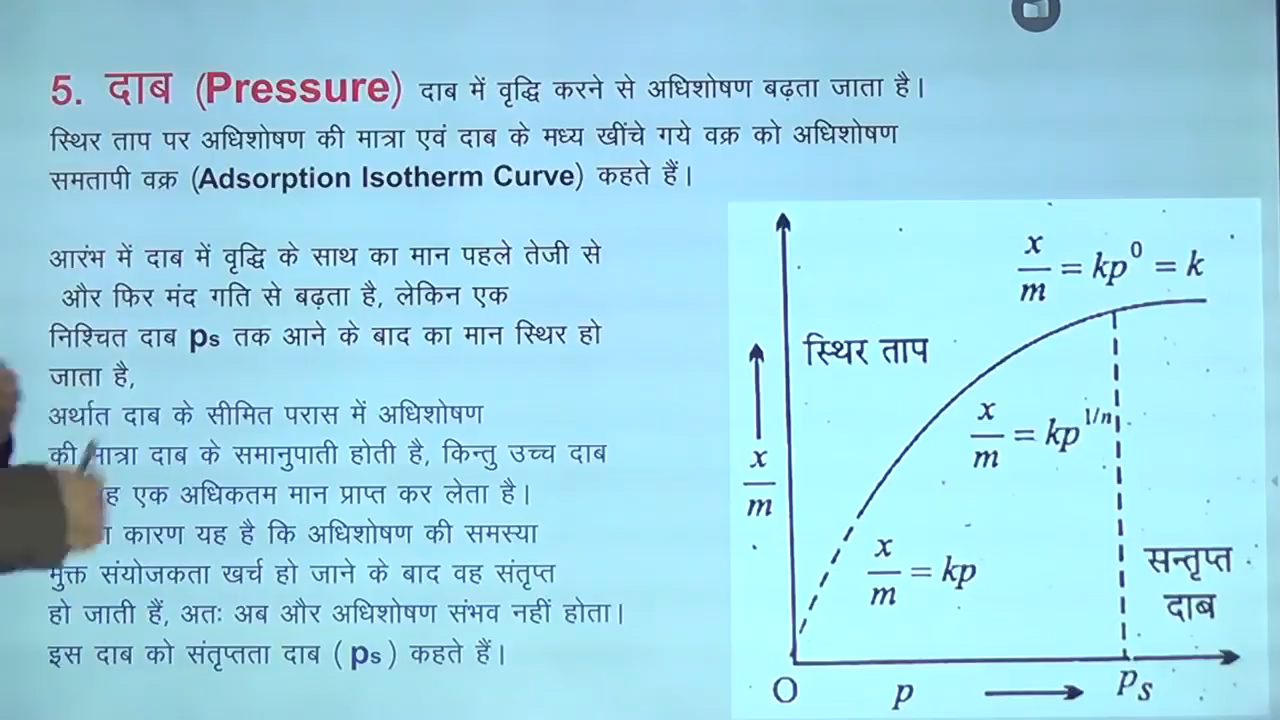 5. दाब (Pressure) दाब में वृद्धि करने से अधिशोषण बढ़ता जाता है।
स्थिर ताप पर अधिशोषण की मात्रा एवं दाब के मध्य खींचे गये वक्र को अधिशोषण
समतापी वक्र (Adsorption Isotherm Curve) कहते हैं।
आरंभ में दाब में वृद्धि के साथ का मान पहले तेजी से
और फिर मंद गति से बढ़ता है, लेकिन एक
निश्चित दाब ps तक आने के बाद का मान स्थिर हो
जाता है,
अर्थात दाब के सीमित परास में अधिशोषण
की मात्रा दाब के समानुपाती होती है, किन्तु उच्च दाब
एक अधिकतम मान प्राप्त कर लेता है।
कारण यह है कि अधिशोषण की समस्या
मुक्त संयोजकता खर्च हो जाने के बाद वह संतृप्त
हो जाती हैं, अतः अब और अधिशोषण संभव नहीं होता।
इस दाब को संतृप्तता दाब ( ps ) कहते हैं।
x/m = kp^0 = k
स्थिर ताप
x/m = kp^1/n
x/m
x/m = kp
सन्तृप्त
दाब
O p ps